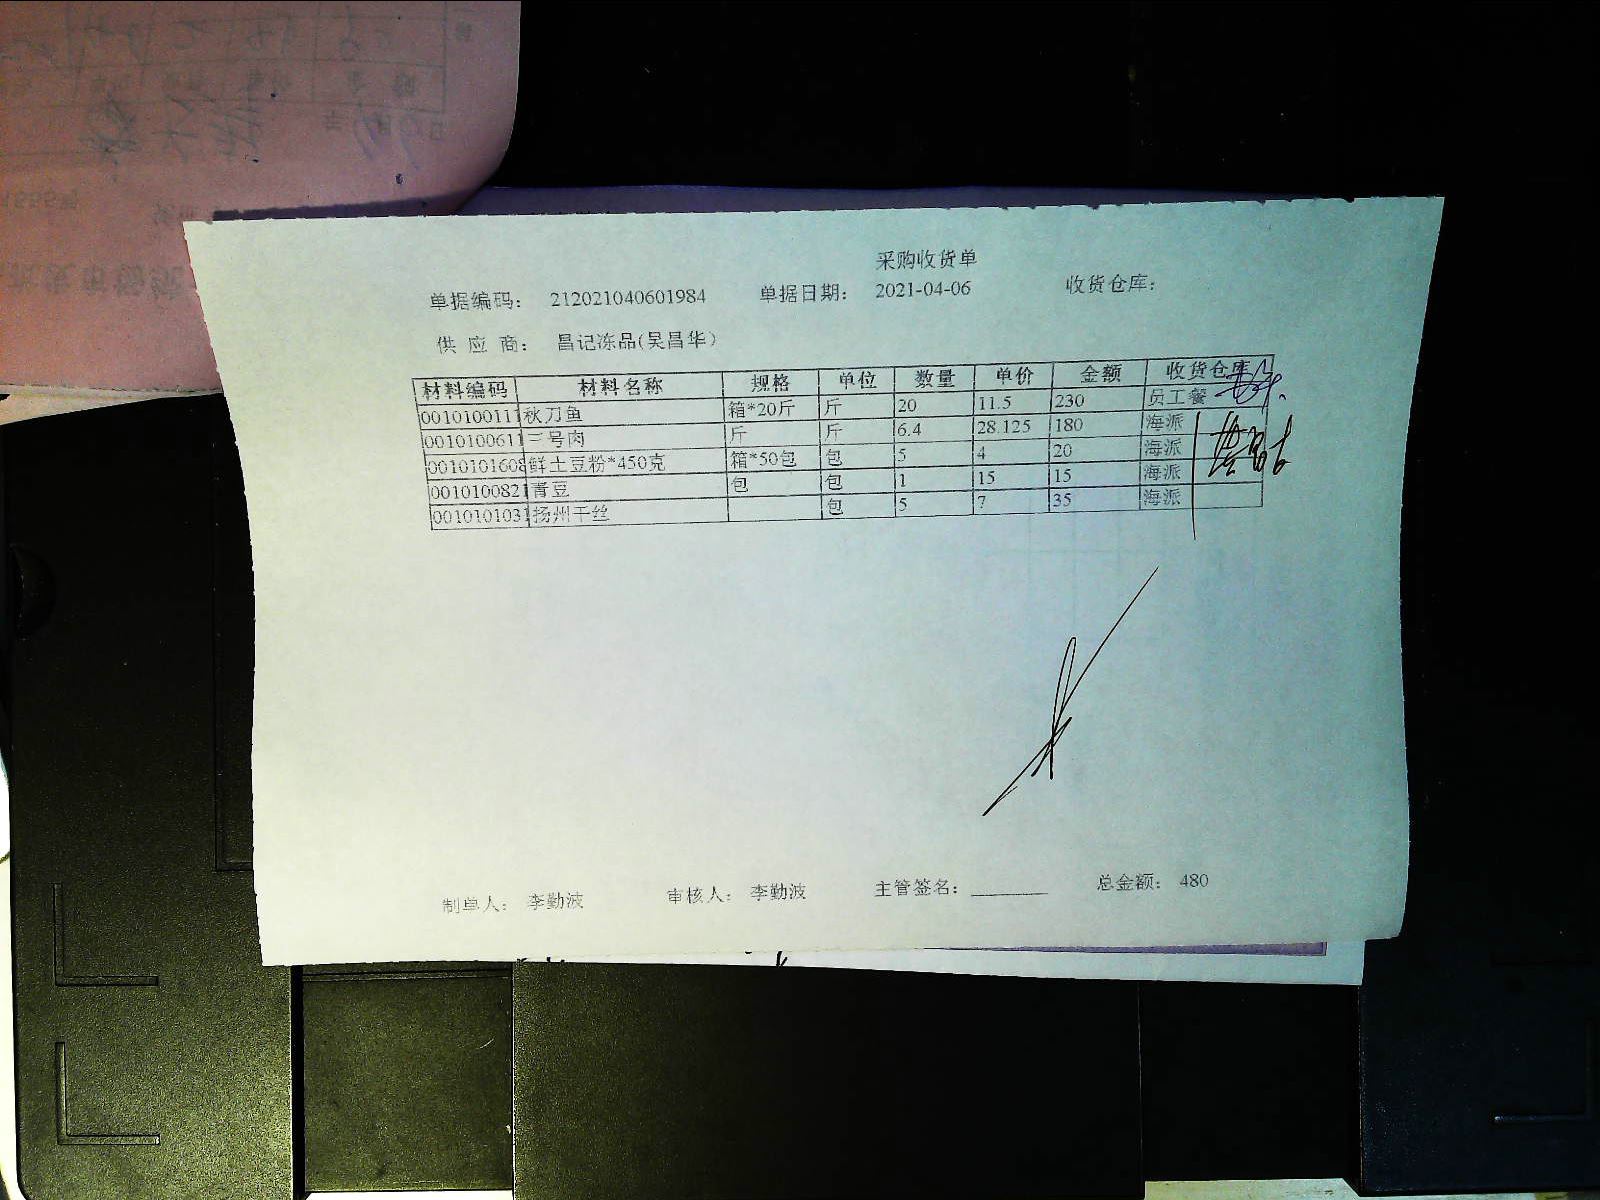 采购收货单
单据编码: 212021040601984 单据日期: 2021-04-06 收货仓库:
供 应 商: 昌记冻品(吴昌华)
材料编码 材料名称 规格 单位 数量 单价 金额 收货仓库
0010100111 秋刀鱼 箱*20斤 斤 20 11.5 230 员工餐
0010100611 三号肉 斤 斤 6.4 28.125 180 海派
0010101608 鲜土豆粉*450克 箱*50包 包 5 4 20 海派
0010100821 青豆 包 包 1 15 15 海派
0010101031 扬州干丝 包 5 7 35 海派
制单人: 李勤波 审核人: 李勤波 主管签名: 总金额: 480